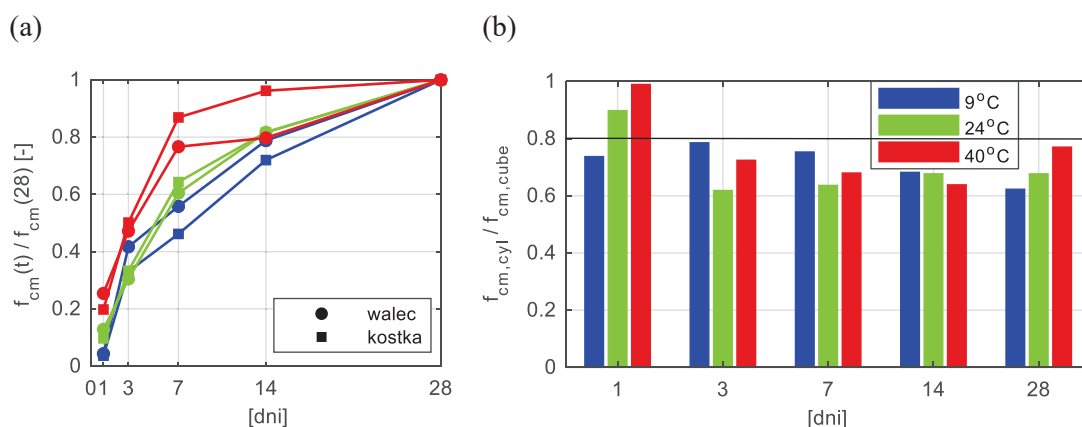 (a)
(b)
f_cm(t) / f_cm(28) [-]
1
0.8
0.6
0.4
0.2
0
01 3 7 14 28
[dni]
walec
kostka
f_cm,cyl / f_cm,cube
1
0.8
0.6
0.4
0.2
0
1 3 7 14 28
[dni]
9°C
24°C
40°C